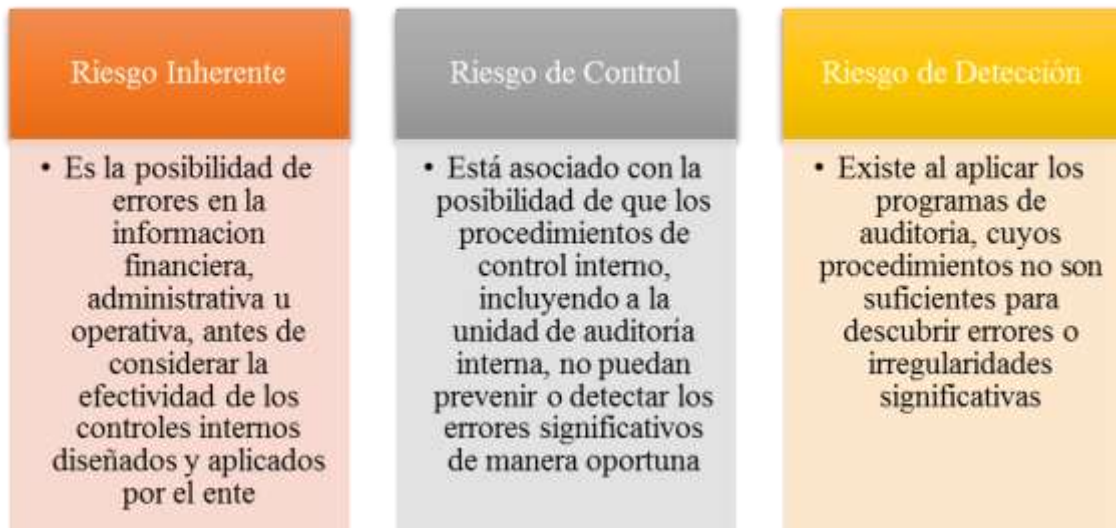 Riesgo Inherente
• Es la posibilidad de
errores en la
informacion
financiera,
administrativa u
operativa, antes de
considerar la
efectividad de los
controles internos
diseñados y aplicados
por el ente
Riesgo de Control
• Está asociado con la
posibilidad de que los
procedimientos de
control interno,
incluyendo a la
unidad de auditoría
interna, no puedan
prevenir o detectar los
errores significativos
de manera oportuna
Riesgo de Detección
• Existe al aplicar los
programas de
auditoria, cuyos
procedimientos no son
suficientes para
descubrir errores o
irregularidades
significativas